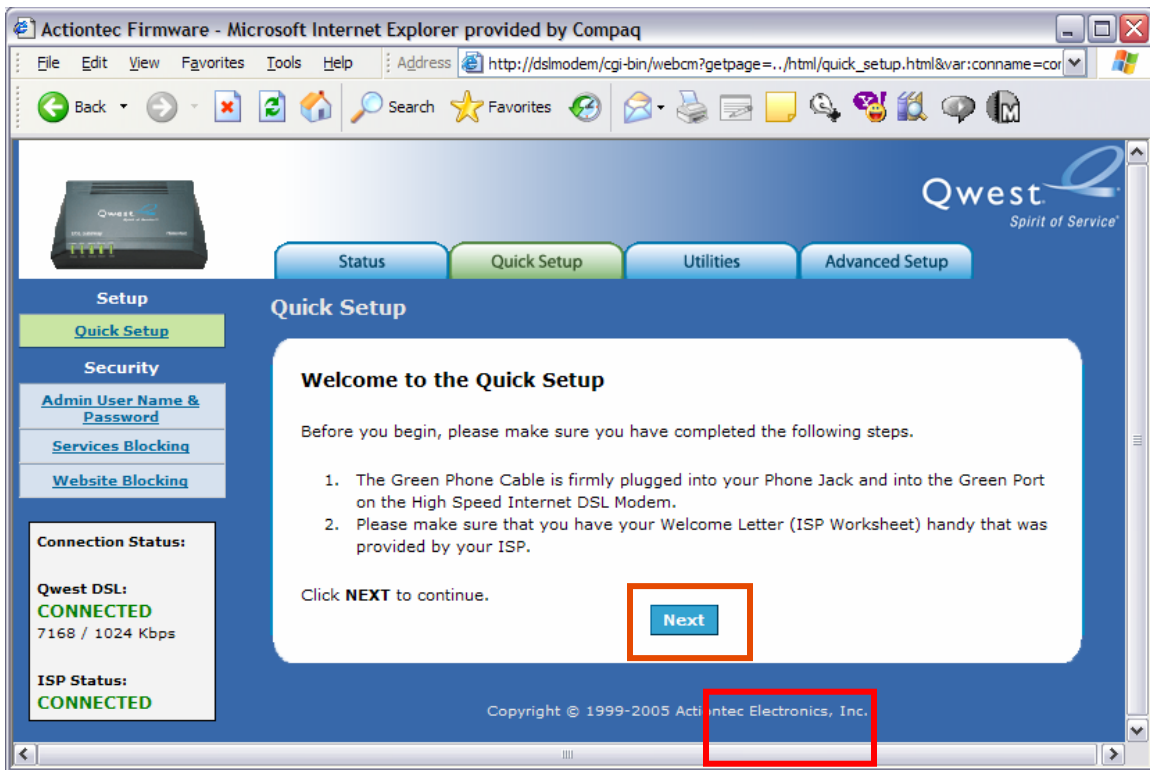 Actiontec Firmware - Microsoft Internet Explorer provided by Compaq
File Edit View Favorites Tools Help Address http://dslmodem/cgi-bin/webcm?getpage=../html/quick_setup.html&var:conname=cor
Back Search Favorites
Qwest
Spirit of Service
Qwest
Status Quick Setup Utilities Advanced Setup
Setup
Quick Setup
Security
Admin User Name &
Password
Services Blocking
Website Blocking
Connection Status:
Qwest DSL:
CONNECTED
7168 / 1024 Kbps
ISP Status:
CONNECTED
Quick Setup
Welcome to the Quick Setup
Before you begin, please make sure you have completed the following steps.
1. The Green Phone Cable is firmly plugged into your Phone Jack and into the Green Port
on the High Speed Internet DSL Modem.
2. Please make sure that you have your Welcome Letter (ISP Worksheet) handy that was
provided by your ISP.
Click NEXT to continue.
Next
Copyright © 1999-2005 Actiontec Electronics, Inc.